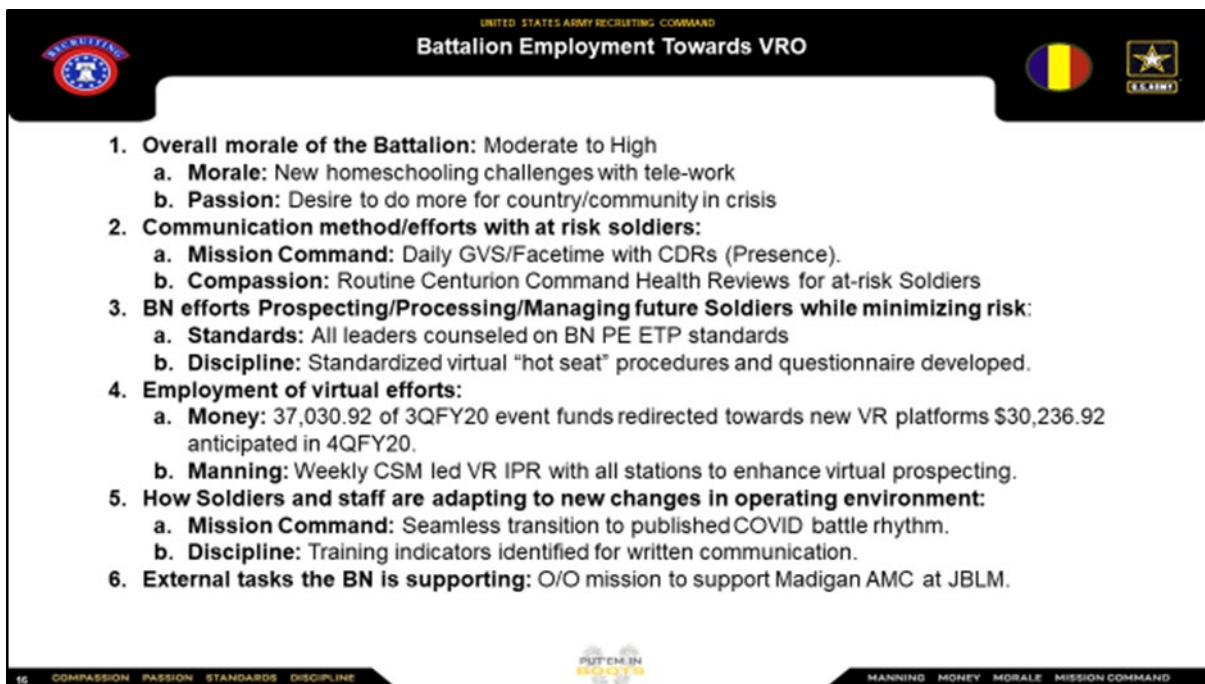 UNITED STATES ARMY RECRUITING COMMAND
Battalion Employment Towards VRO
RECRUITING
U.S.ARMY
1. Overall morale of the Battalion: Moderate to High
a. Morale: New homeschooling challenges with tele-work
b. Passion: Desire to do more for country/community in crisis
2. Communication method/efforts with at risk soldiers:
a. Mission Command: Daily GVS/Facetime with CDRs (Presence).
b. Compassion: Routine Centurion Command Health Reviews for at-risk Soldiers
3. BN efforts Prospecting/Processing/Managing future Soldiers while minimizing risk:
a. Standards: All leaders counseled on BN PE ETP standards
b. Discipline: Standardized virtual “hot seat” procedures and questionnaire developed.
4. Employment of virtual efforts:
a. Money: 37,030.92 of 3QFY20 event funds redirected towards new VR platforms $30,236.92
anticipated in 4QFY20.
b. Manning: Weekly CSM led VR IPR with all stations to enhance virtual prospecting.
5. How Soldiers and staff are adapting to new changes in operating environment:
a. Mission Command: Seamless transition to published COVID battle rhythm.
b. Discipline: Training indicators identified for written communication.
6. External tasks the BN is supporting: O/O mission to support Madigan AMC at JBLM.
PUT'EM IN
BOOTS
16 COMPASSION PASSION STANDARDS DISCIPLINE
MANNING MONEY MORALE MISSION COMMAND